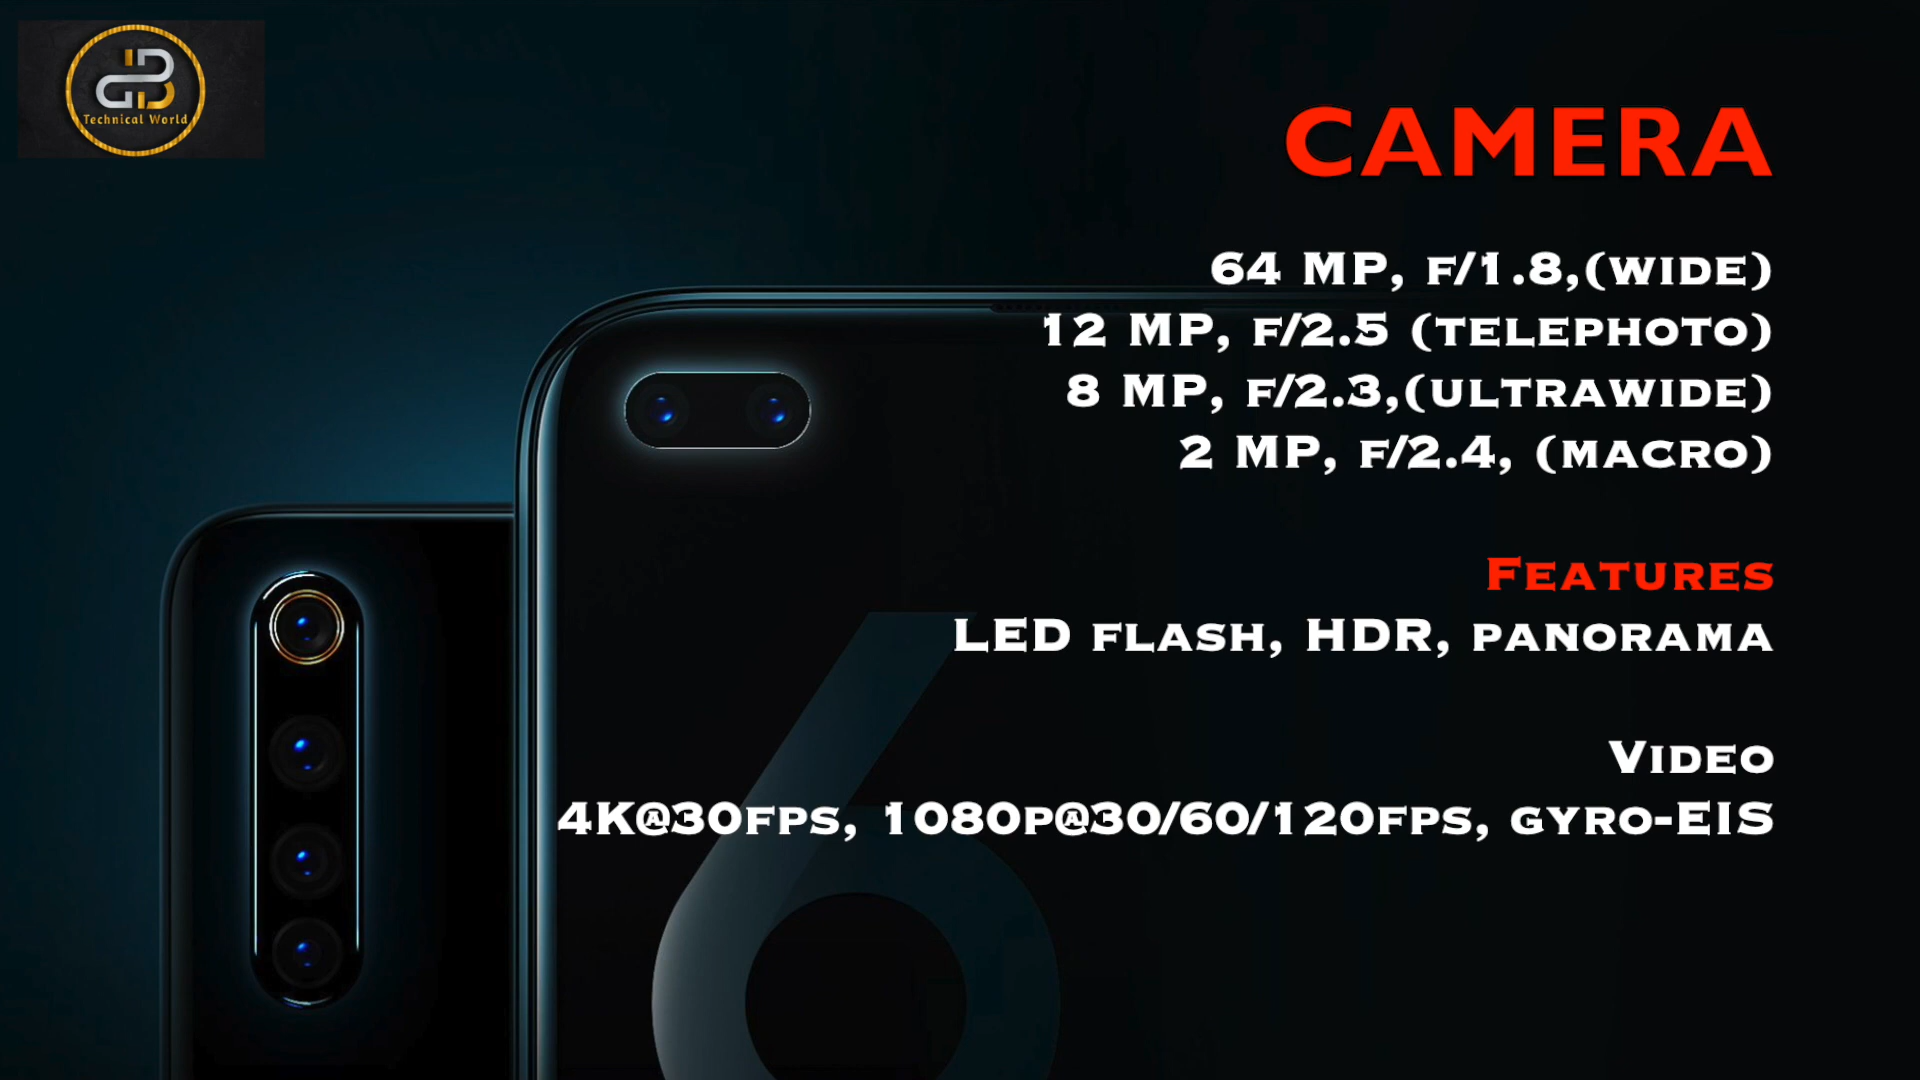 Technical World
CAMERA
64 MP, f/1.8,(wide)
12 MP, f/2.5 (telephoto)
8 MP, f/2.3,(ultrawide)
2 MP, f/2.4, (macro)
Features
LED flash, HDR, panorama
Video
4K@30fps, 1080p@30/60/120fps, gyro-EIS
6